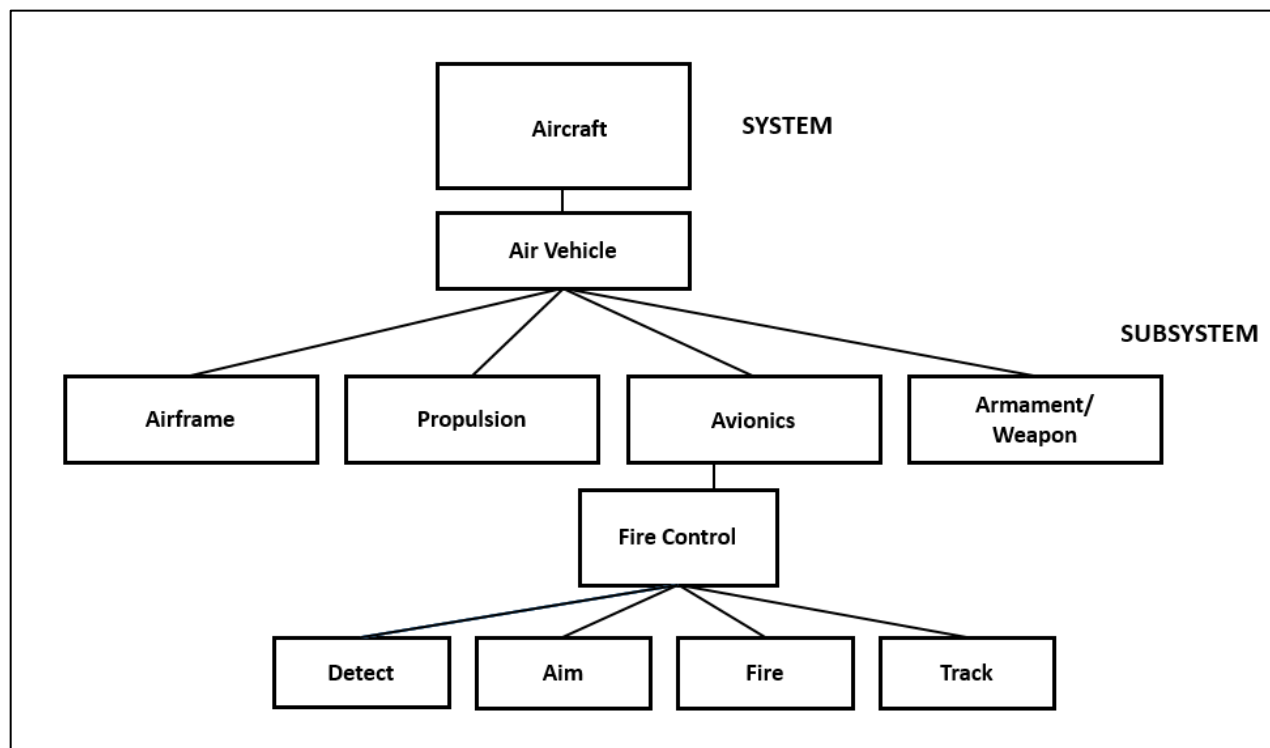 Aircraft
SYSTEM
Air Vehicle
SUBSYSTEM
Airframe
Propulsion
Avionics
Armament/
Weapon
Fire Control
Detect
Aim
Fire
Track